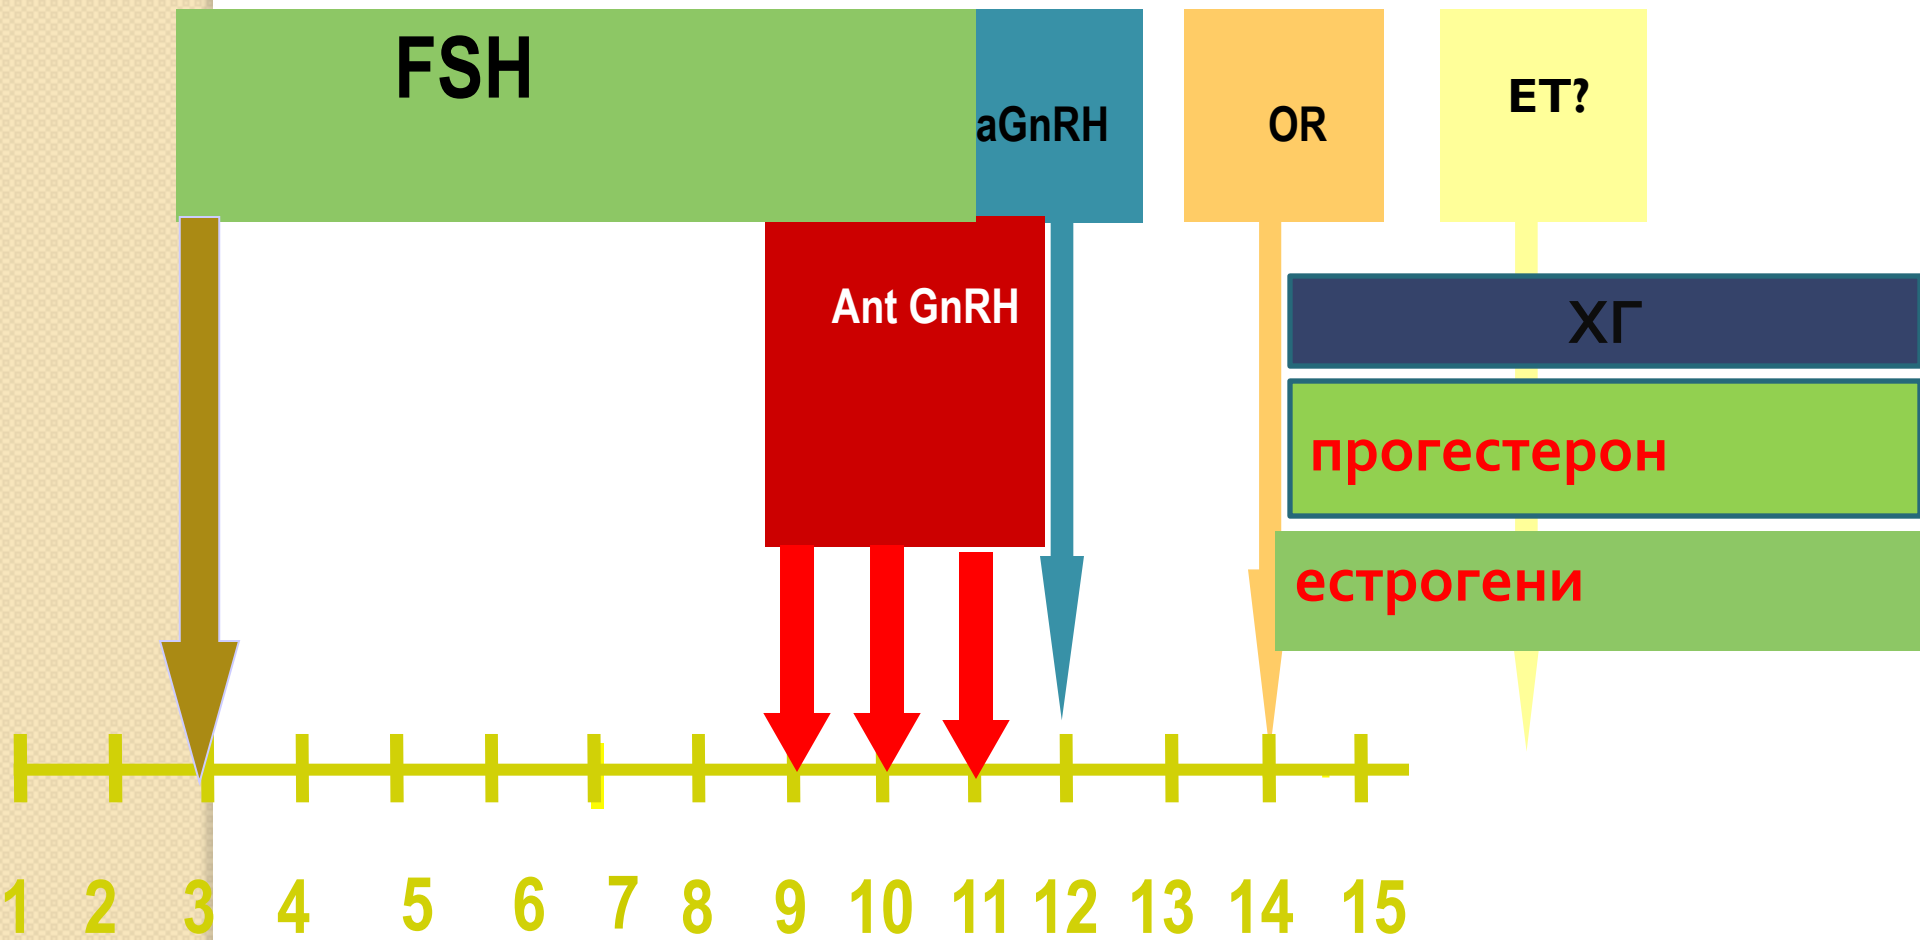 FSH
aGnRH
OR
ET?
Ant GnRH
ХГ
прогестерон
естрогени
1 2 3 4 5 6 7 8 9 10 11 12 13 14 15